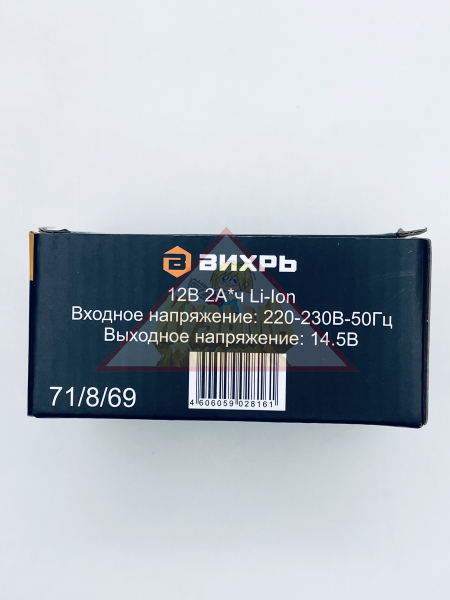 ВИХРЬ
12В 2А*ч Li-Ion
Входное напряжение: 220-230В-50Гц
Выходное напряжение: 14.5В
71/8/69
4 606059 028161